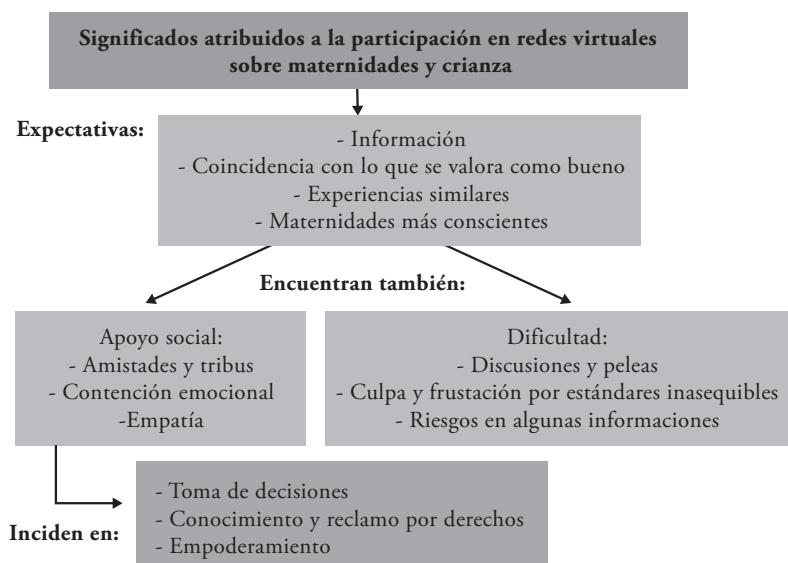 Significados atribuidos a la participación en redes virtuales
sobre maternidades y crianza
Expectativas:
- Información
- Coincidencia con lo que se valora como bueno
- Experiencias similares
- Maternidades más conscientes
Encuentran también:
Apoyo social:
- Amistades y tribus
- Contención emocional
-Empatía
Dificultad:
- Discusiones y peleas
- Culpa y frustación por estándares inasequibles
- Riesgos en algunas informaciones
Inciden en:
- Toma de decisiones
- Conocimiento y reclamo por derechos
- Empoderamiento